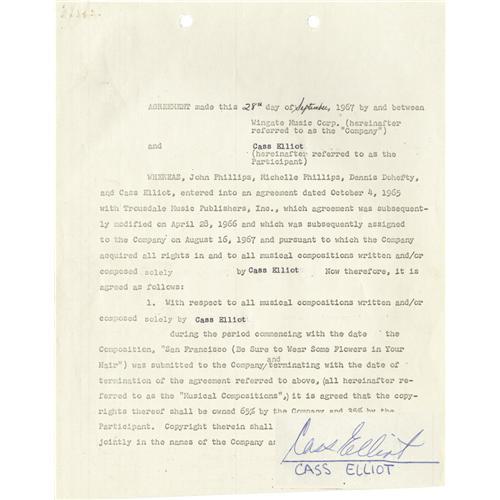 AGREEMENT made this 28th day of September, 1967 by and between
Wingate Music Corp. (hereinafter
referred to as the "Company")
and Cass Elliot
(hereinafter referred to as the
Participant)
WHEREAS, John Phillips, Michelle Phillips, Dennis Doherty,
and Cass Elliot, entered into an agreement dated October 4, 1965
with Trousdale Music Publishers, Inc., which agreement was subsequent-
ly modified on April 28, 1966 and which was subsequently assigned
to the Company on August 16, 1967 and pursuant to which the Company
acquired all rights in and to all musical compositions written and/or
composed solely by Cass Elliot Now therefore, it is
agreed as follows:
1. With respect to all musical compositions written and/or
composed solely by Cass Elliot
during the period commencing with the date the
Composition, "San Francisco (Be Sure to Wear Some Flowers in Your
Hair") was submitted to the Company/and terminating with the date of
termination of the agreement referred to above, (all hereinafter re-
ferred to as the "Musical Compositions",) it is agreed that the copy-
rights thereof shall be owned 65% by the Company and 35% by the
Participant. Copyright therein shall
jointly in the names of the Company as
Cass Elliot
CASS ELLIOT